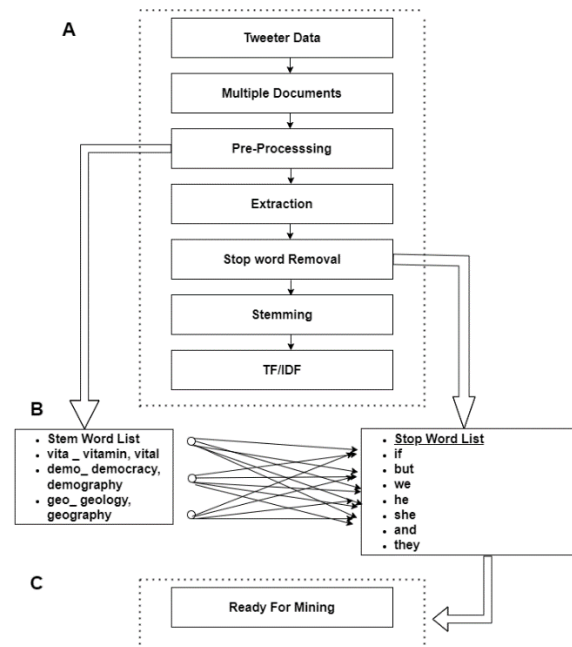 A
Tweeter Data
Multiple Documents
Pre-Processsing
Extraction
Stop word Removal
Stemming
TF/IDF
B
• Stem Word List
• vita _ vitamin, vital
• demo_ democracy,
demography
• geo_ geology,
geography
• Stop Word List
• if
• but
• we
• he
• she
• and
• they
C
Ready For Mining